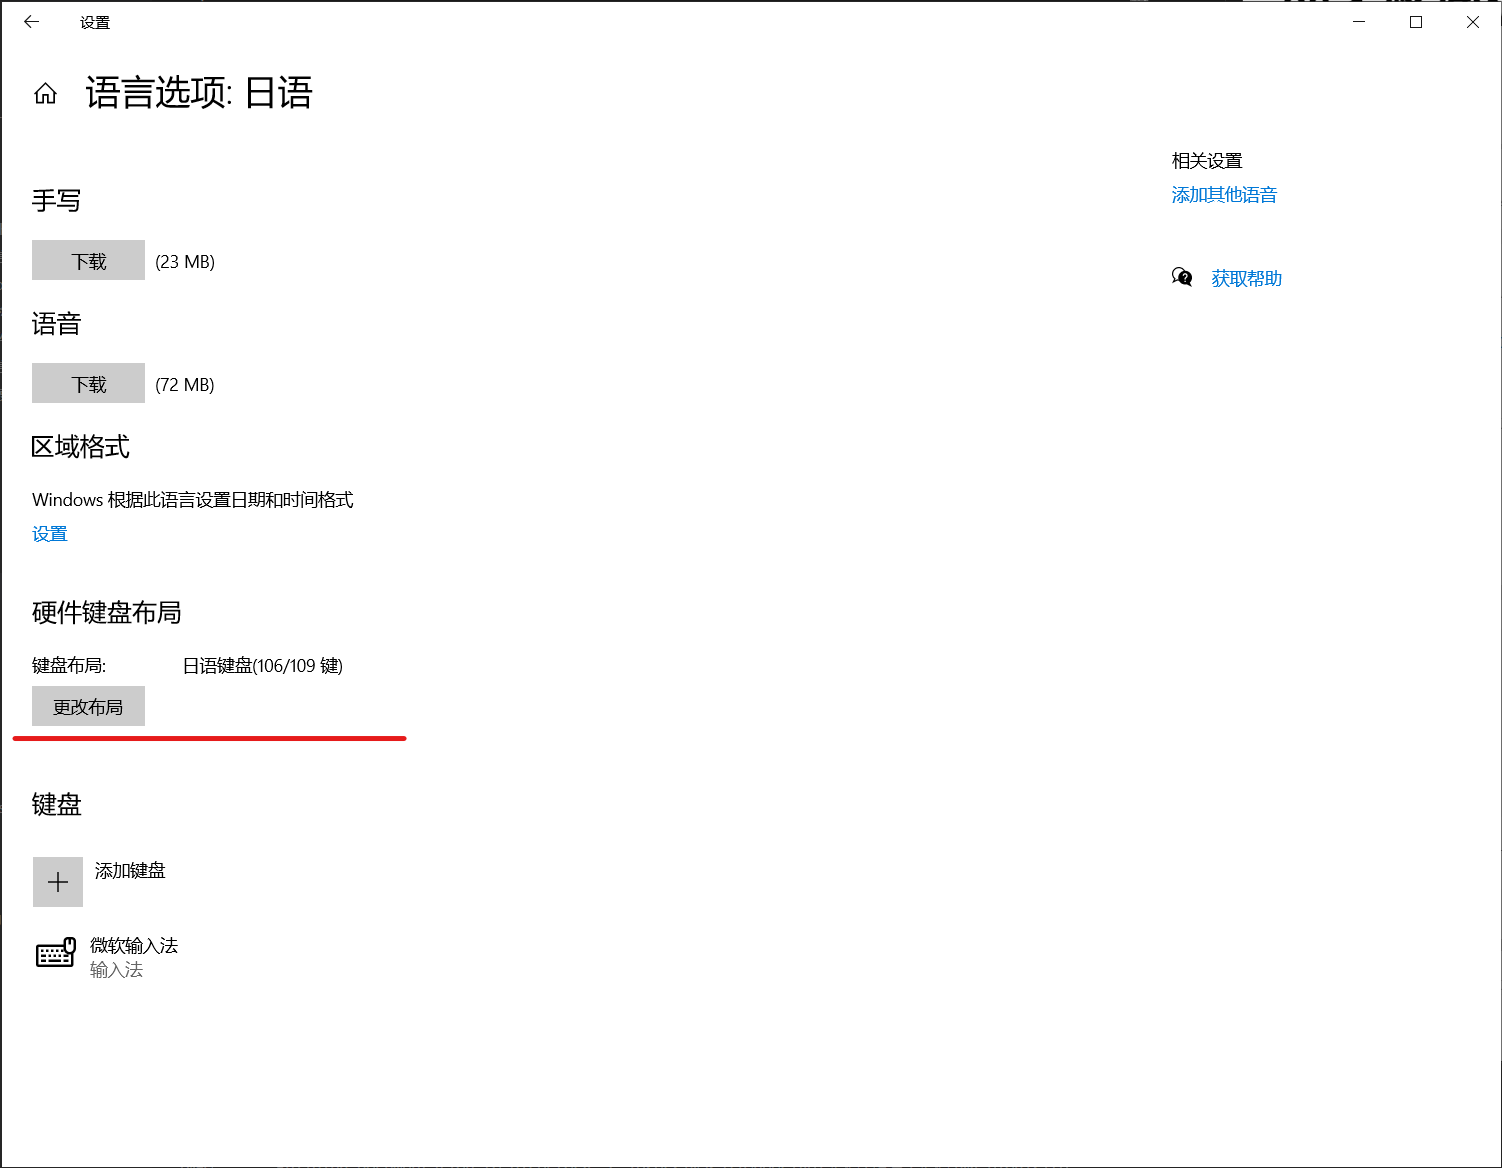 设置
语言选项: 日语
手写
下载 (23 MB)
语音
下载 (72 MB)
区域格式
Windows 根据此语言设置日期和时间格式
设置
硬件键盘布局
键盘布局: 日语键盘(106/109 键)
更改布局
键盘
添加键盘
微软输入法
输入法
相关设置
添加其他语音
获取帮助